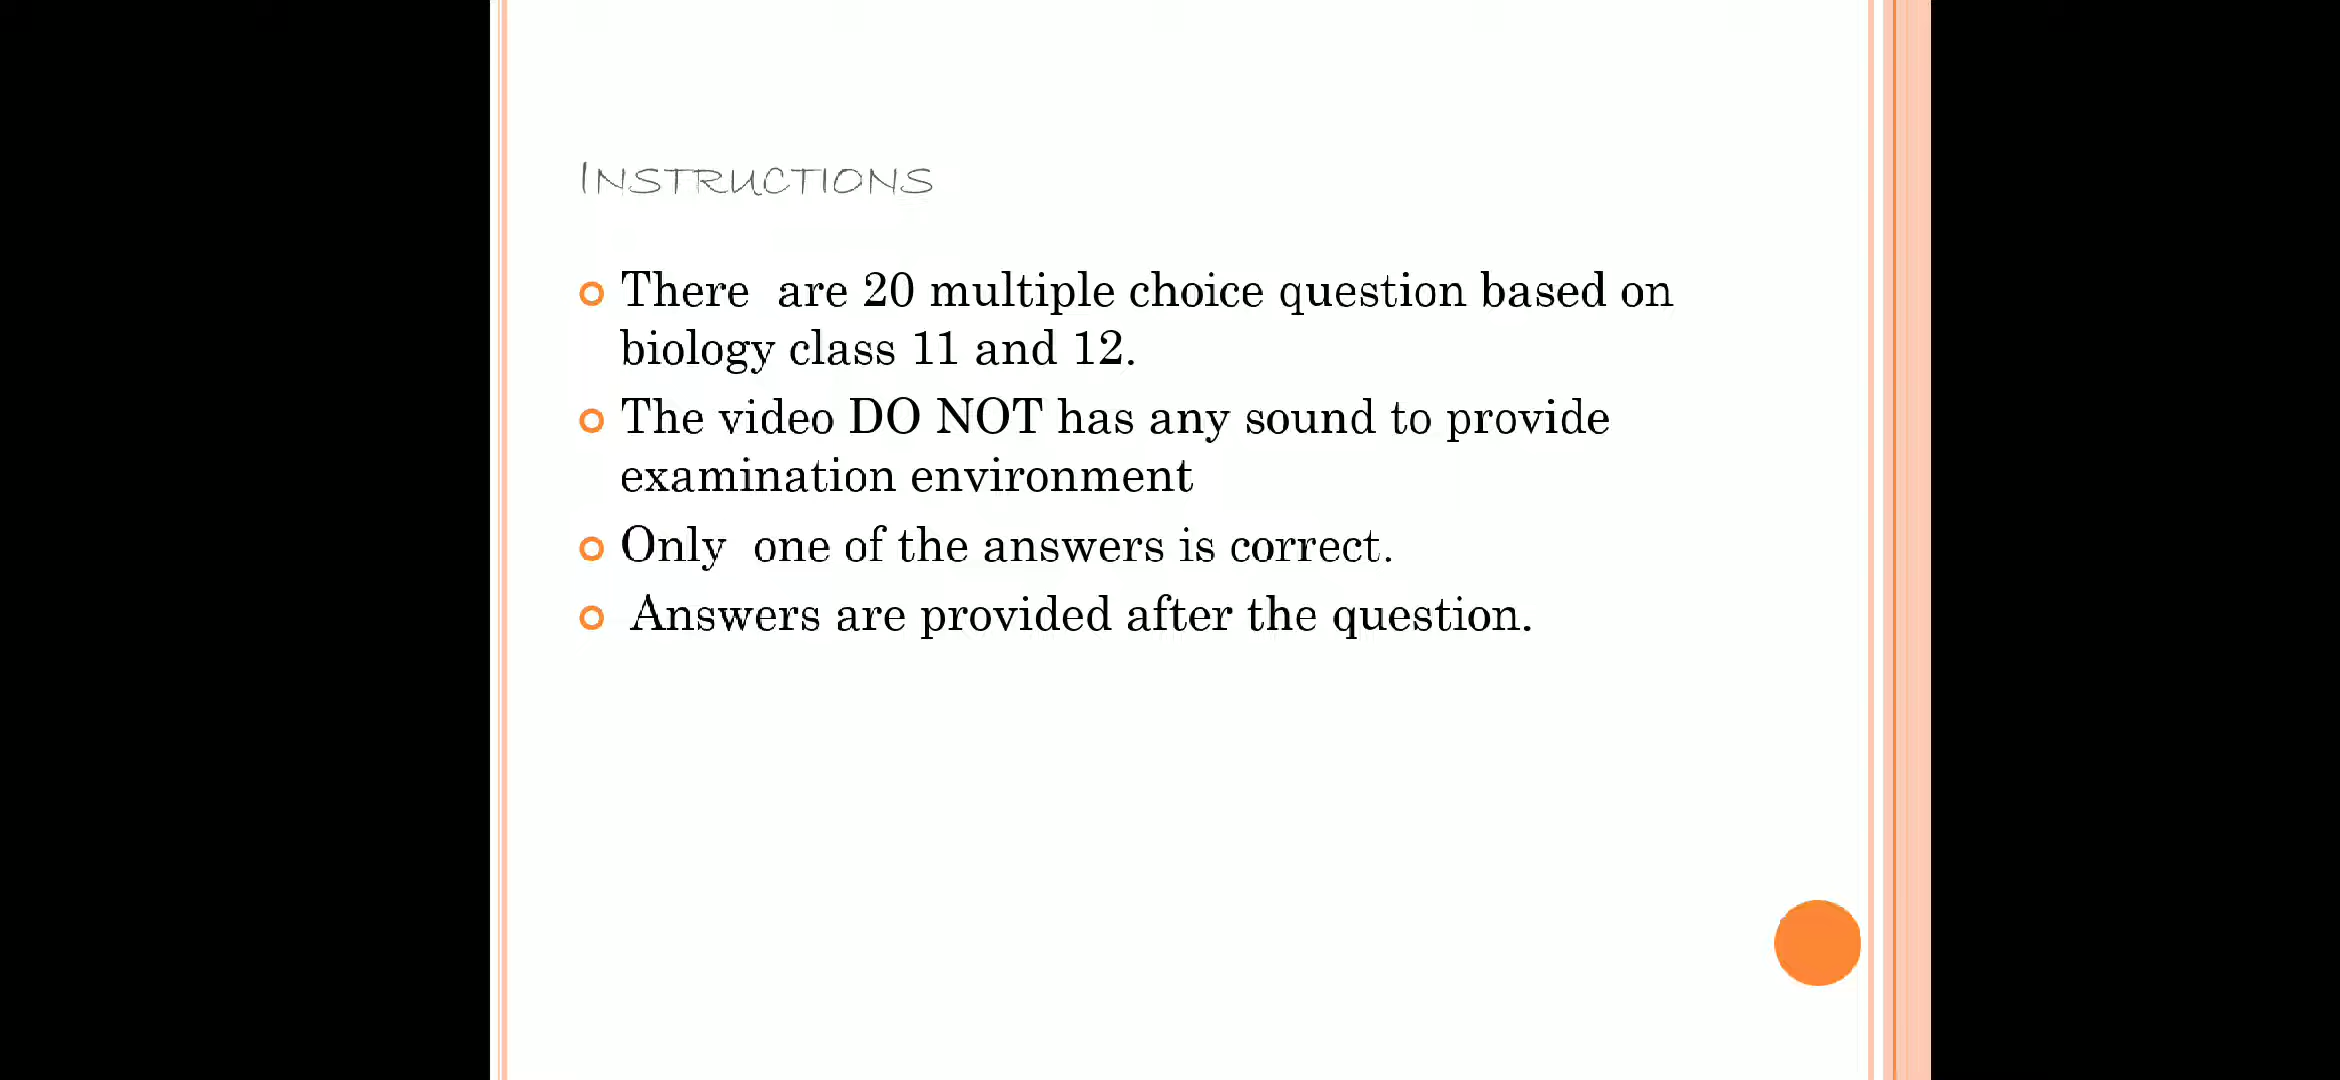 INSTRUCTIONS
There are 20 multiple choice question based on
biology class 11 and 12.
The video DO NOT has any sound to provide
examination environment
Only one of the answers is correct.
Answers are provided after the question.